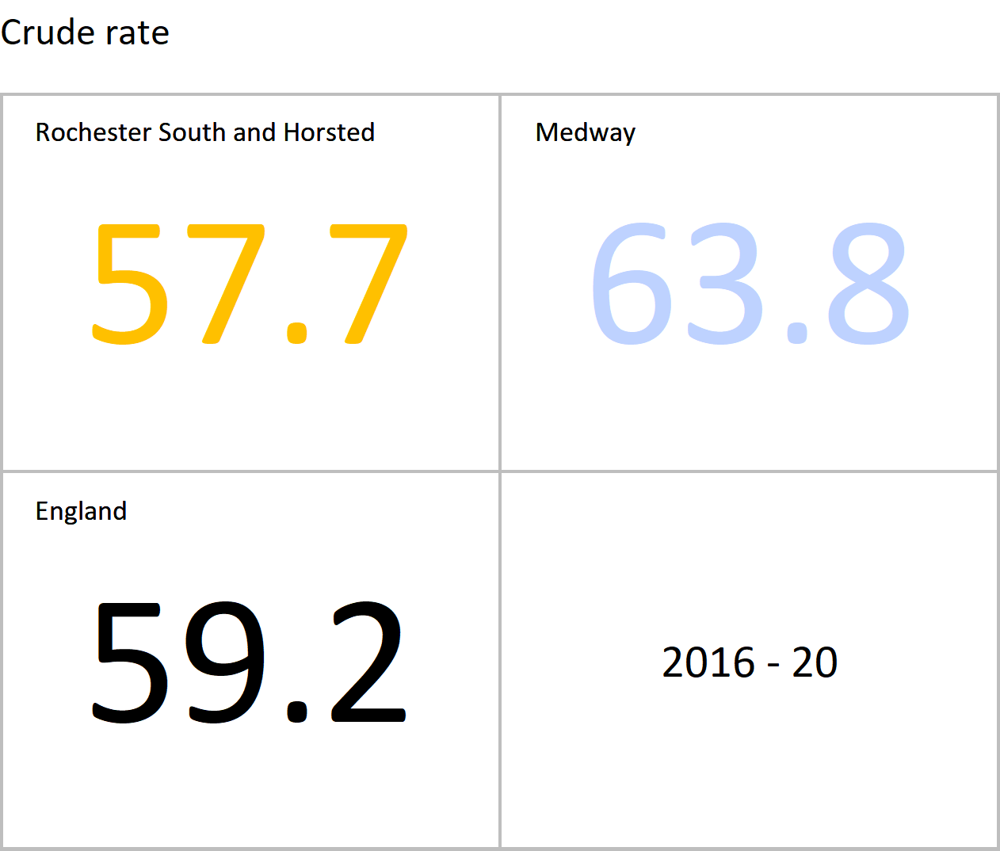 Crude rate
Rochester South and Horsted
57.7
Medway
63.8
England
59.2
2016 - 20